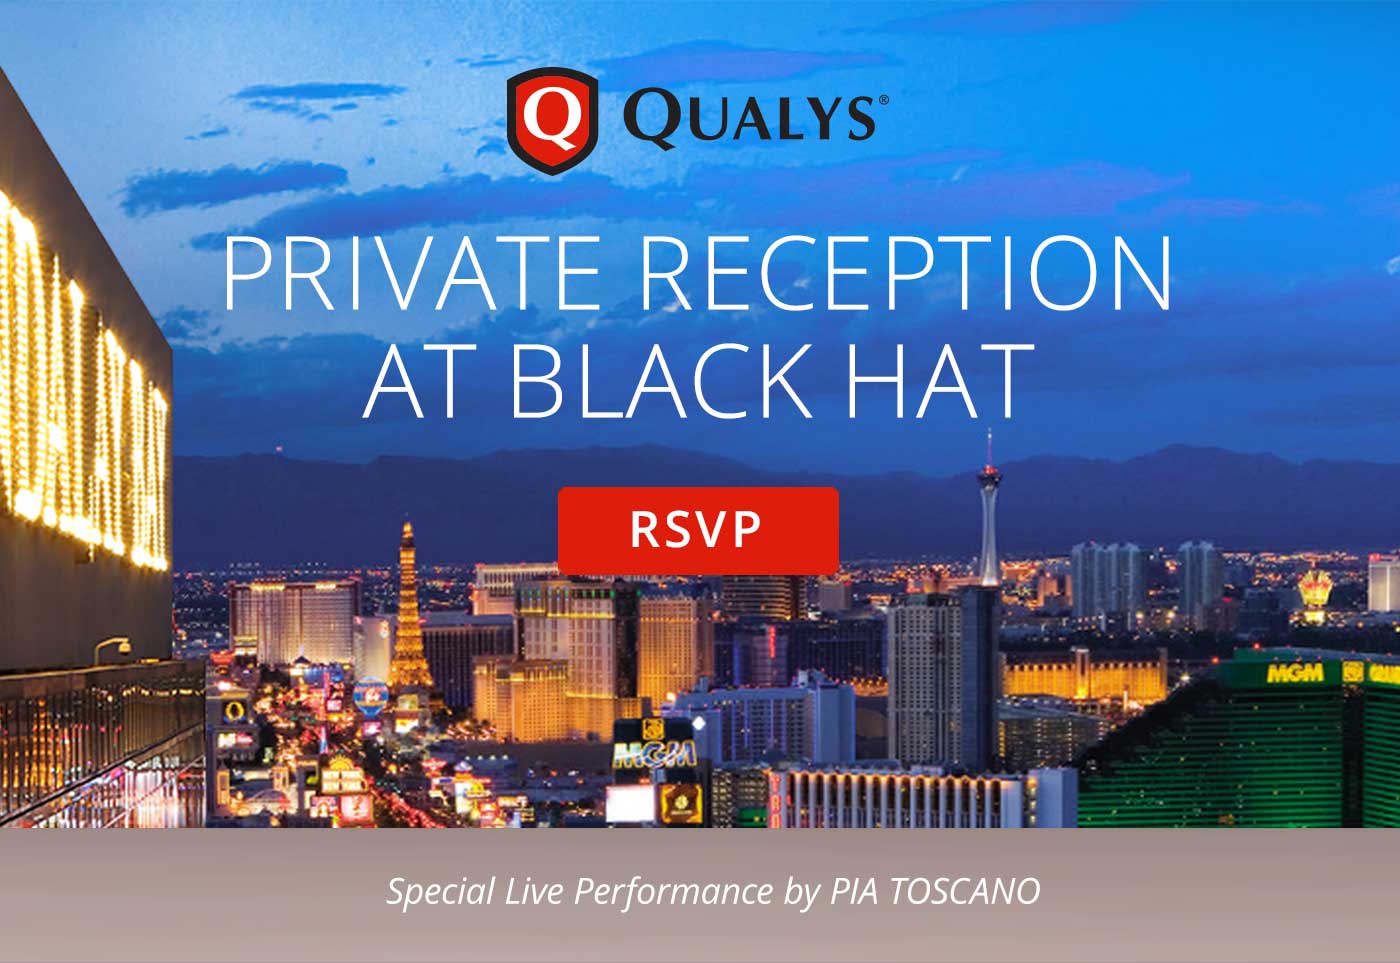 Q QUALYS®
PRIVATE RECEPTION
AT BLACK HAT
RSVP
MGM
MGM
Special Live Performance by PIA TOSCANO